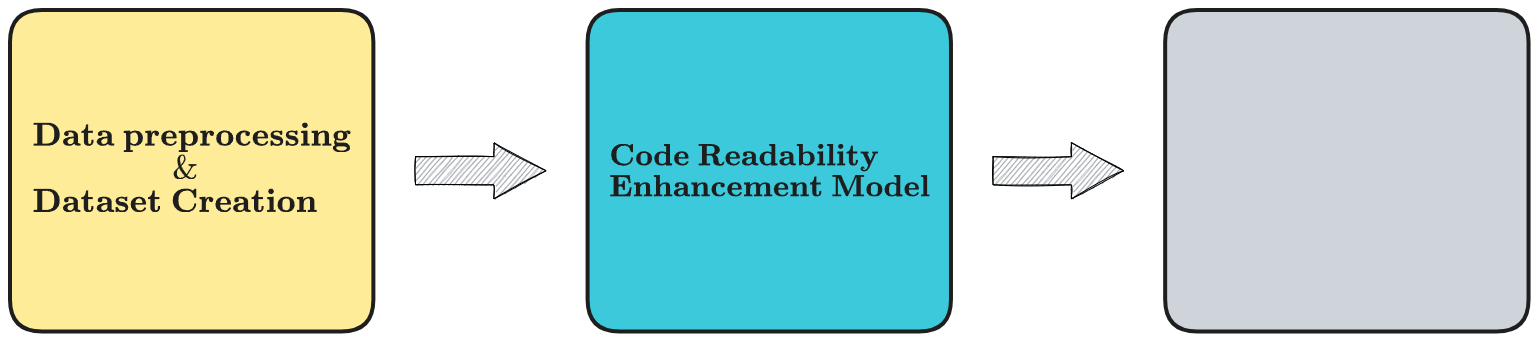 Data preprocessing
&
Dataset Creation
Code Readability
Enhancement Model